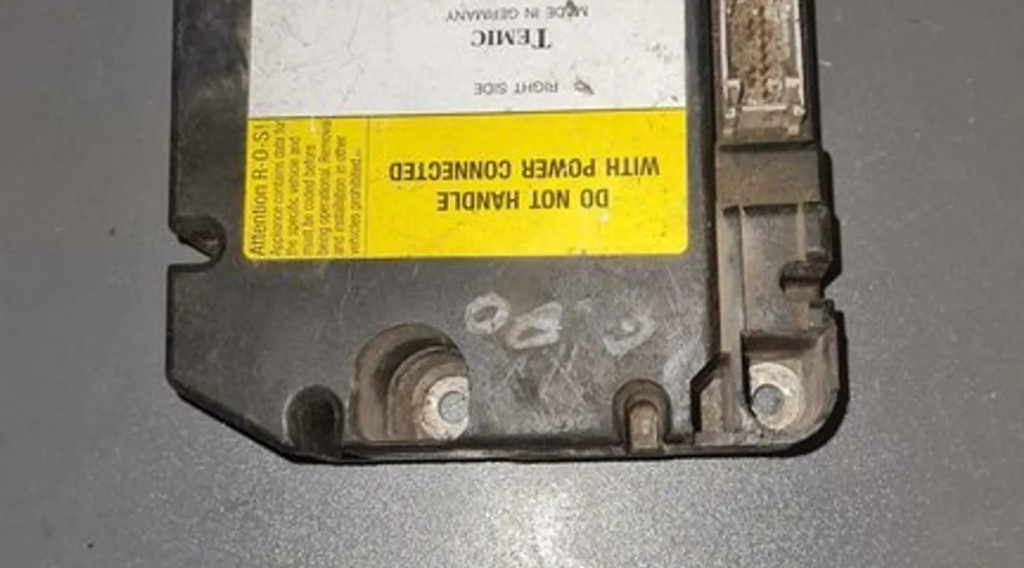 RIGHT SIDE
TEMIC
MADE IN GERMANY
DO NOT HANDLE
WITH POWER CONNECTED
Attention R-O-S!
Appliance contains data for
the specific vehicle and
must be coded before
being operational. Removal
and installation in other
vehicles prohibited.